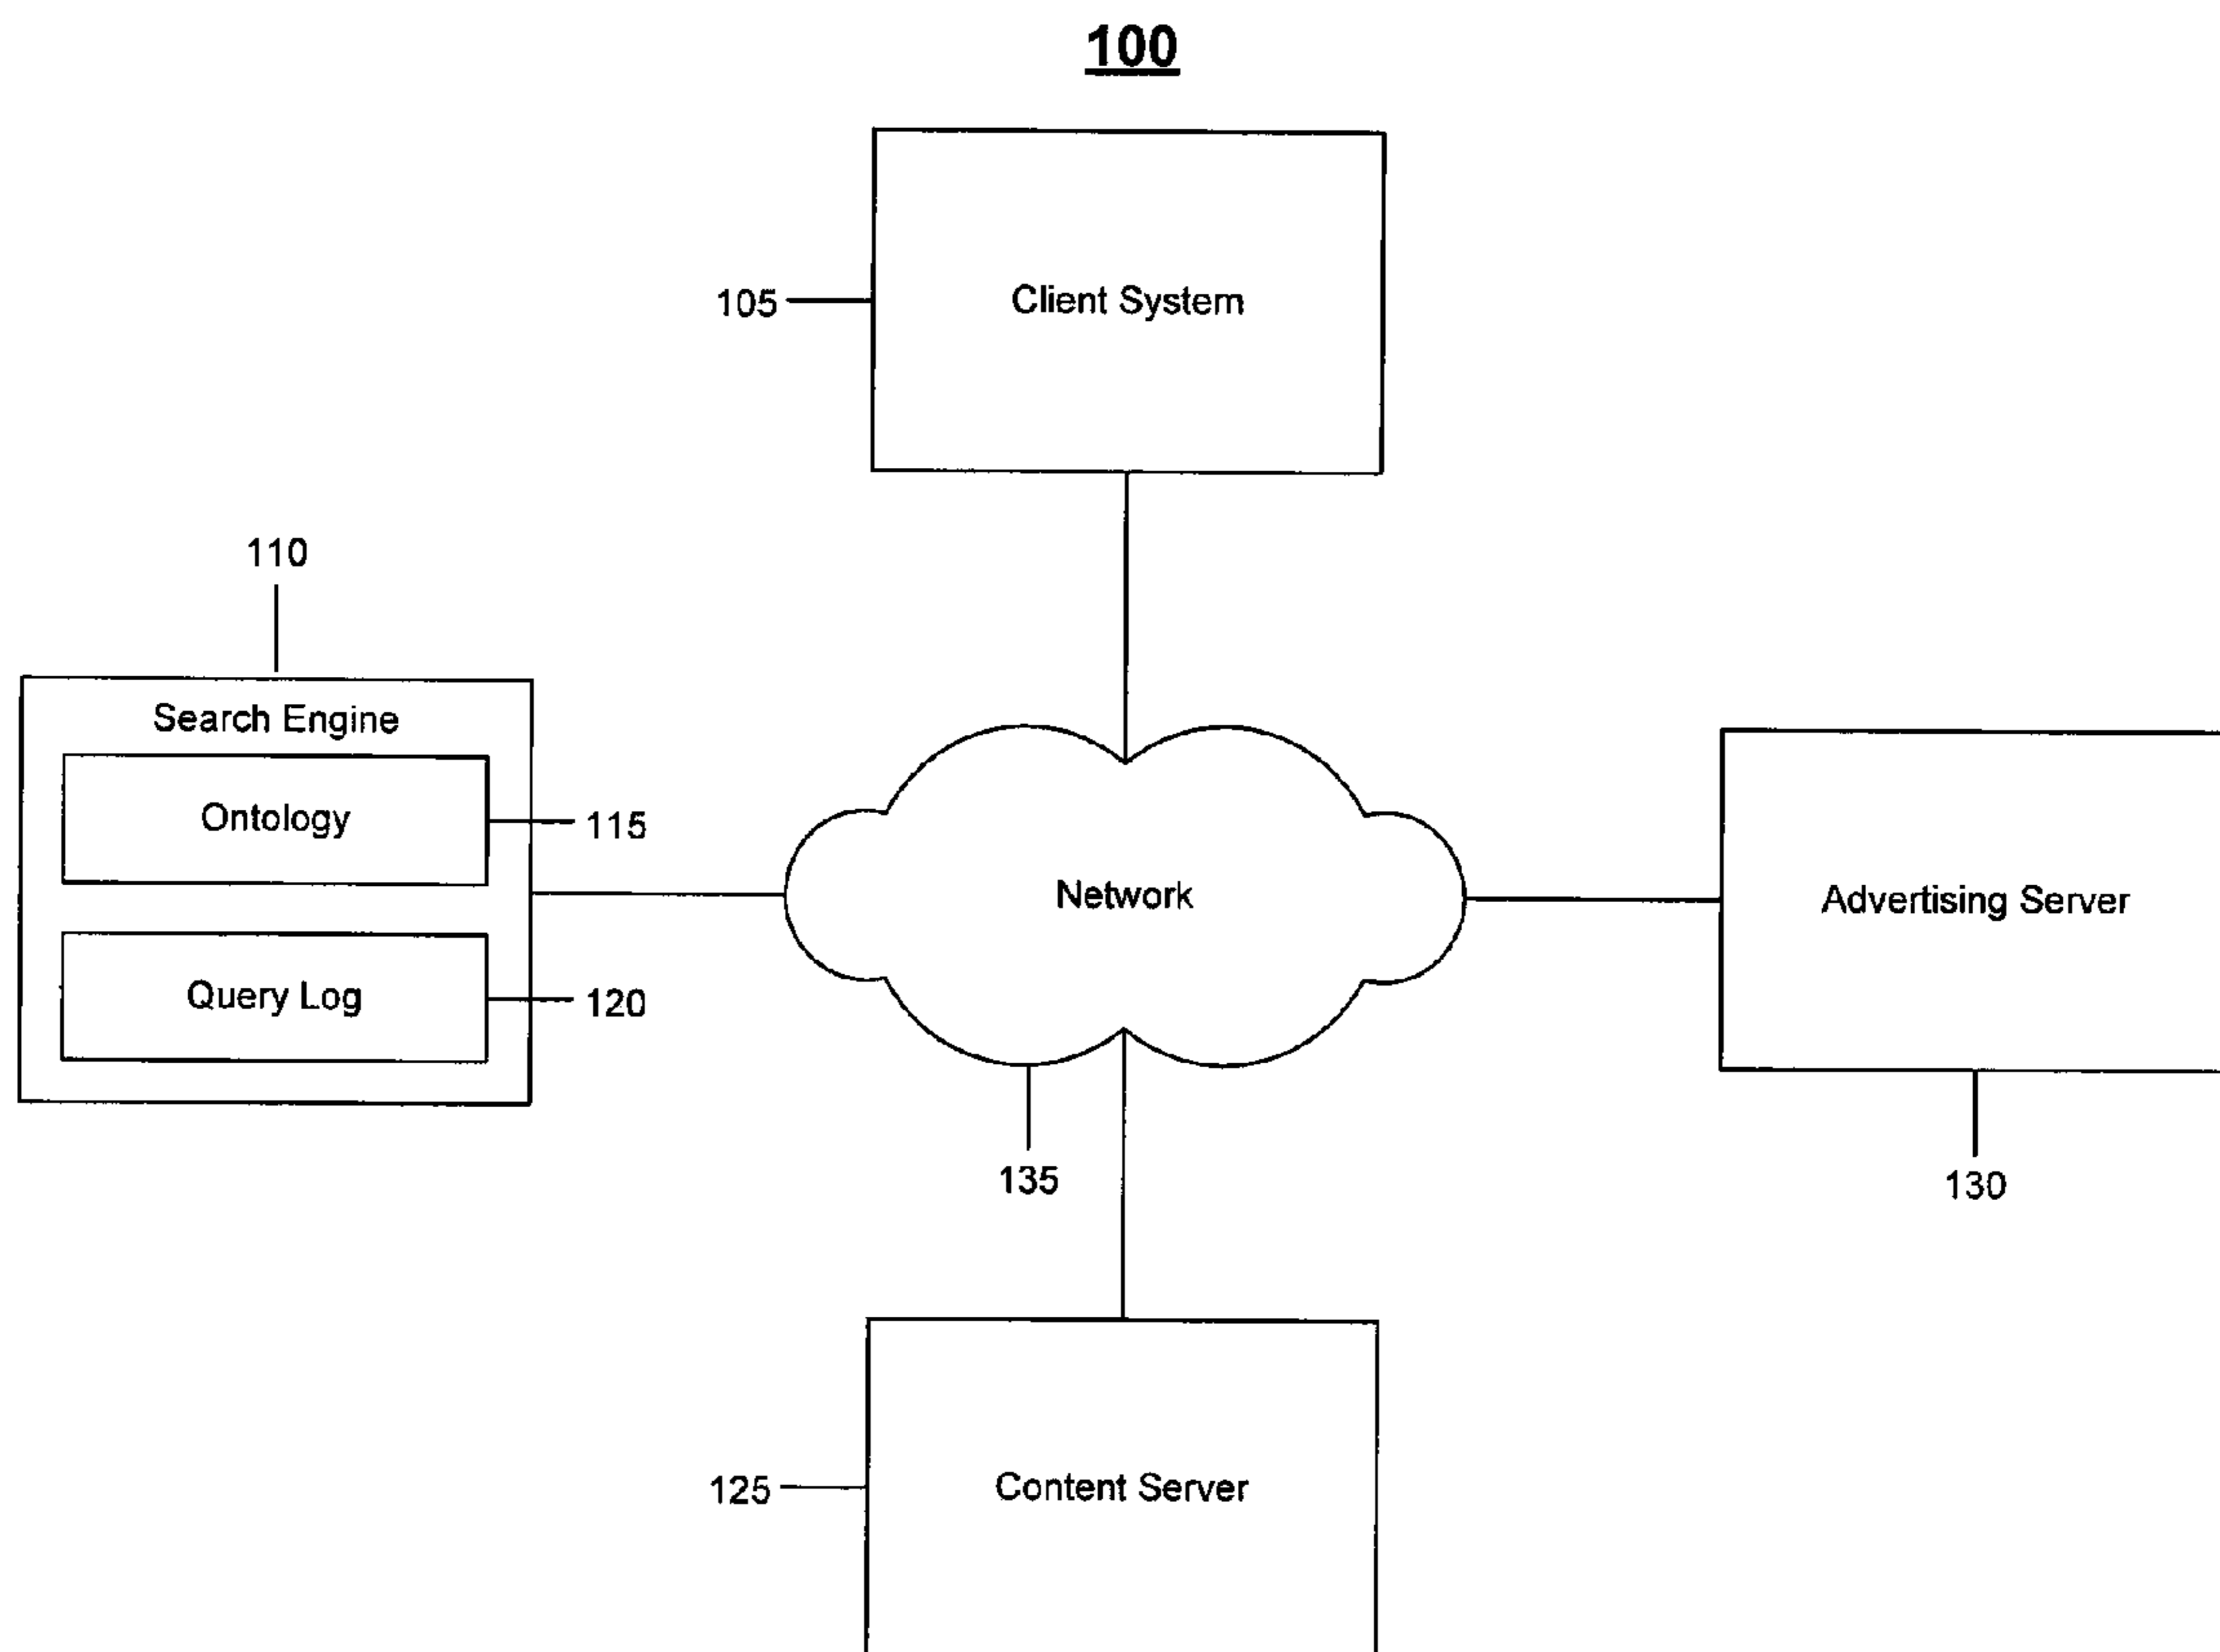 100
Client System
105
110
Search Engine
Ontology
115
Query Log
120
Network
135
Advertising Server
130
Content Server
125